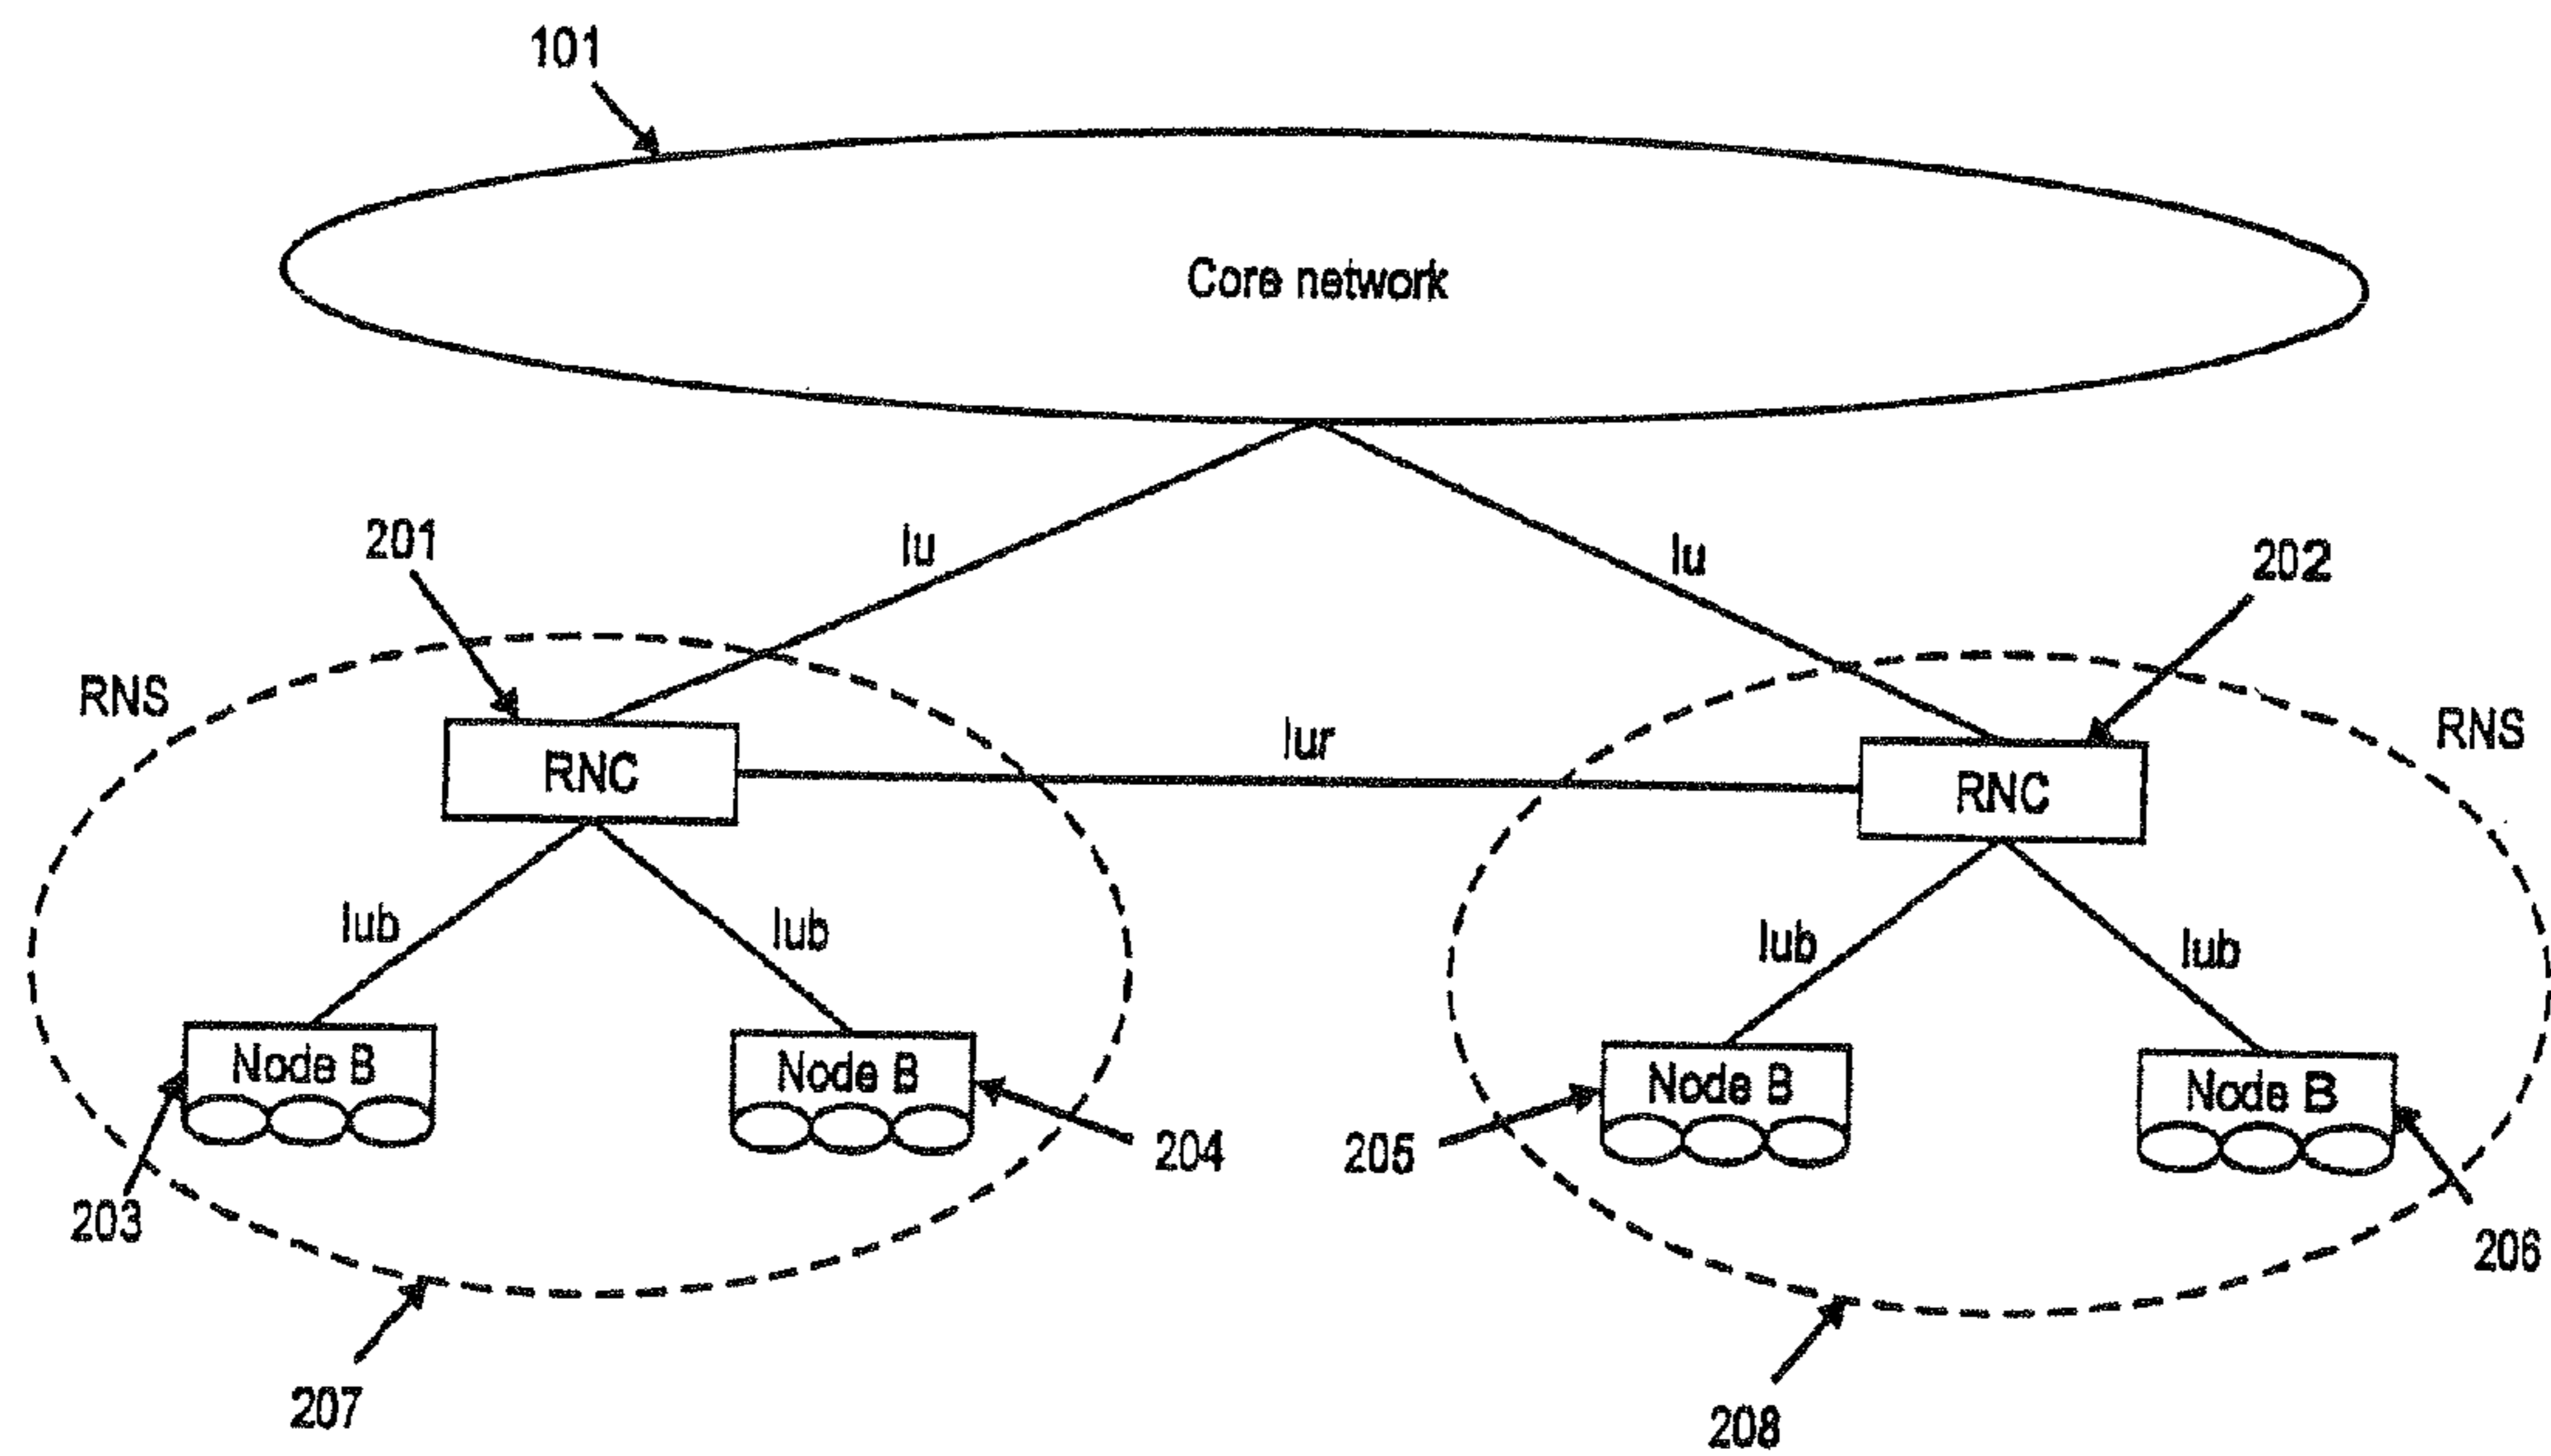 101
Core network
201
Iu
Iu
202
RNS
RNC
Iur
RNC
RNS
Iub
Iub
Iub
Iub
Node B
Node B
Node B
Node B
203
204
205
206
207
208